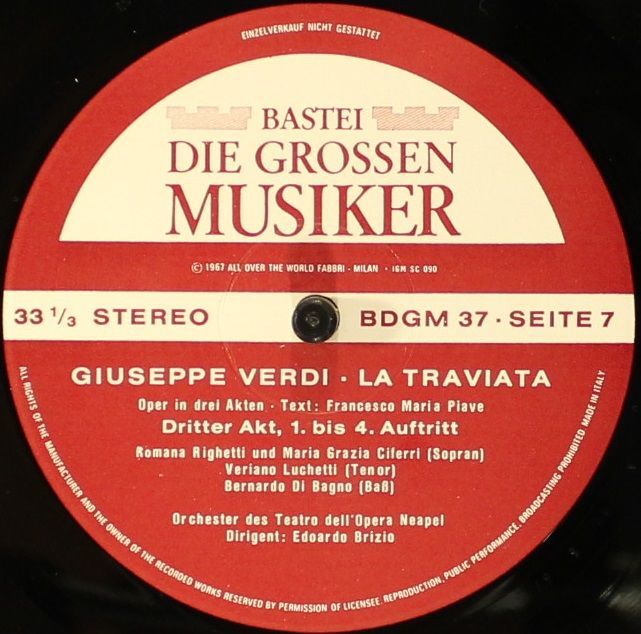 EINZELVERKAUF NICHT GESTATTET
BASTEI
DIE GROSSEN
MUSIKER
© 1967 ALL OVER THE WORLD FABBRI - MILAN • IGM SC 090
33 1/3 STEREO
BDGM 37 · SEITE 7
GIUSEPPE VERDI · LA TRAVIATA
Oper in drei Akten · Text: Francesco Maria Piave
Dritter Akt, 1. bis 4. Auftritt
Romana Righetti und Maria Grazia Ciferri (Sopran)
Veriano Luchetti (Tenor)
Bernardo Di Bagno (Baß)
Orchester des Teatro dell'Opera Neapel
Dirigent: Edoardo Brizio
ALL RIGHTS OF THE MANUFACTURER AND THE OWNER OF THE RECORDED WORKS RESERVED BY PERMISSION OF LICENSEE. REPRODUCTION, PUBLIC PERFORMANCE, BROADCASTING PROHIBITED. MADE IN ITALY